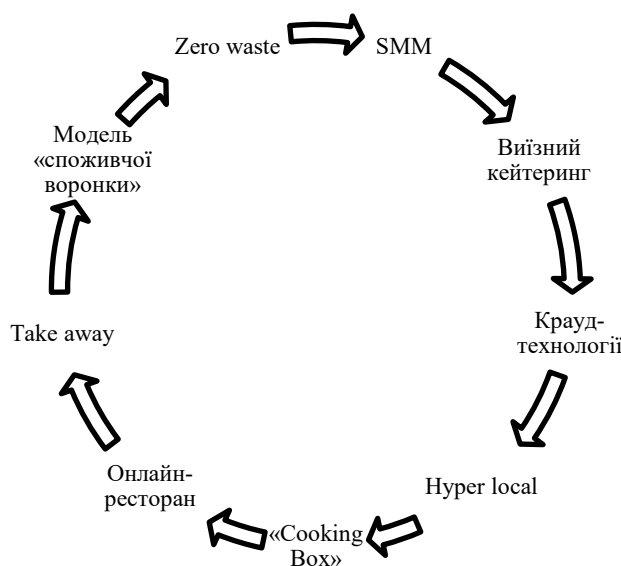 Zero waste
SMM
Виїзний
кейтеринг
Крауд-
технології
Hyper local
«Cooking
Box»
Онлайн-
ресторан
Take away
Модель
«споживчої
воронки»